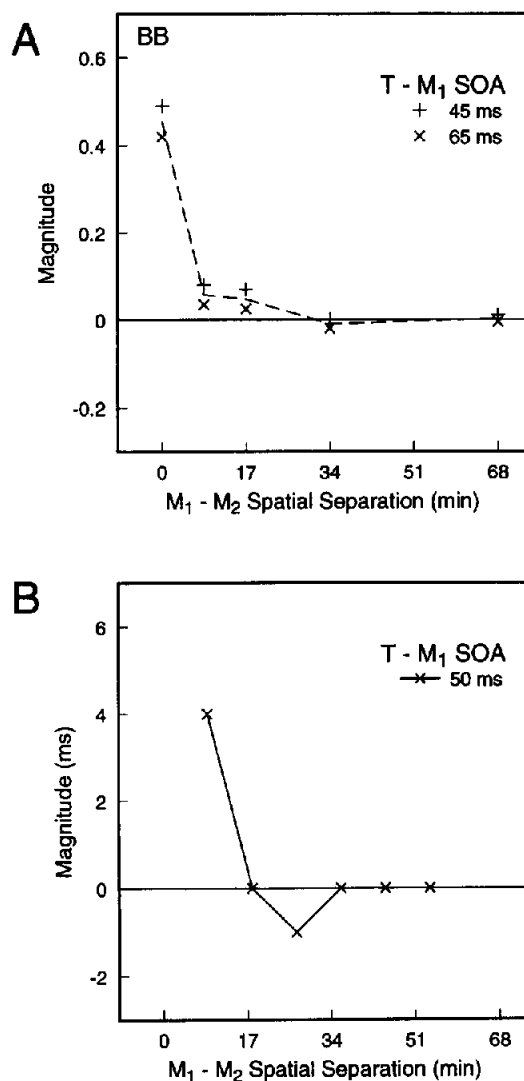 A
BB
T - M1 SOA
+ 45 ms
× 65 ms
0.6
0.4
0.2
0
-0.2
Magnitude
0 17 34 51 68
M1 - M2 Spatial Separation (min)
B
T - M1 SOA
50 ms
6
4
2
0
-2
Magnitude (ms)
0 17 34 51 68
M1 - M2 Spatial Separation (min)